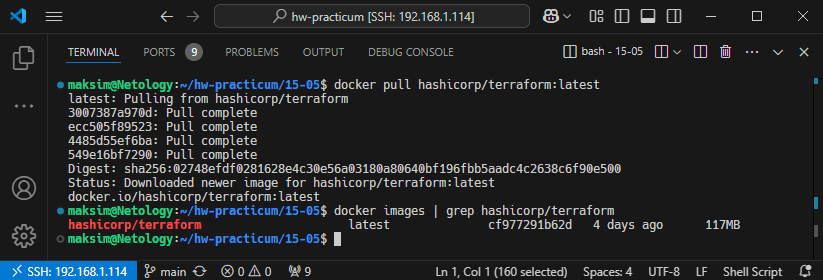 hw-practicum [SSH: 192.168.1.114]
TERMINAL PORTS 9 PROBLEMS OUTPUT DEBUG CONSOLE bash - 15-05
maksim@Netology:~/hw-practicum/15-05$ docker pull hashicorp/terraform:latest
latest: Pulling from hashicorp/terraform
3007387a970d: Pull complete
ecc505f89523: Pull complete
4485d55ef6ba: Pull complete
549e16bf7290: Pull complete
Digest: sha256:02748efdf0281628e4c30e56a03180a80640bf196fbb5aadc4c2638c6f90e500
Status: Downloaded newer image for hashicorp/terraform:latest
docker.io/hashicorp/terraform:latest
maksim@Netology:~/hw-practicum/15-05$ docker images | grep hashicorp/terraform
hashicorp/terraform latest cf977291b62d 4 days ago 117MB
maksim@Netology:~/hw-practicum/15-05$
SSH: 192.168.1.114 main 0 0 9 Ln 1, Col 1 (160 selected) Spaces: 4 UTF-8 LF Shell Script